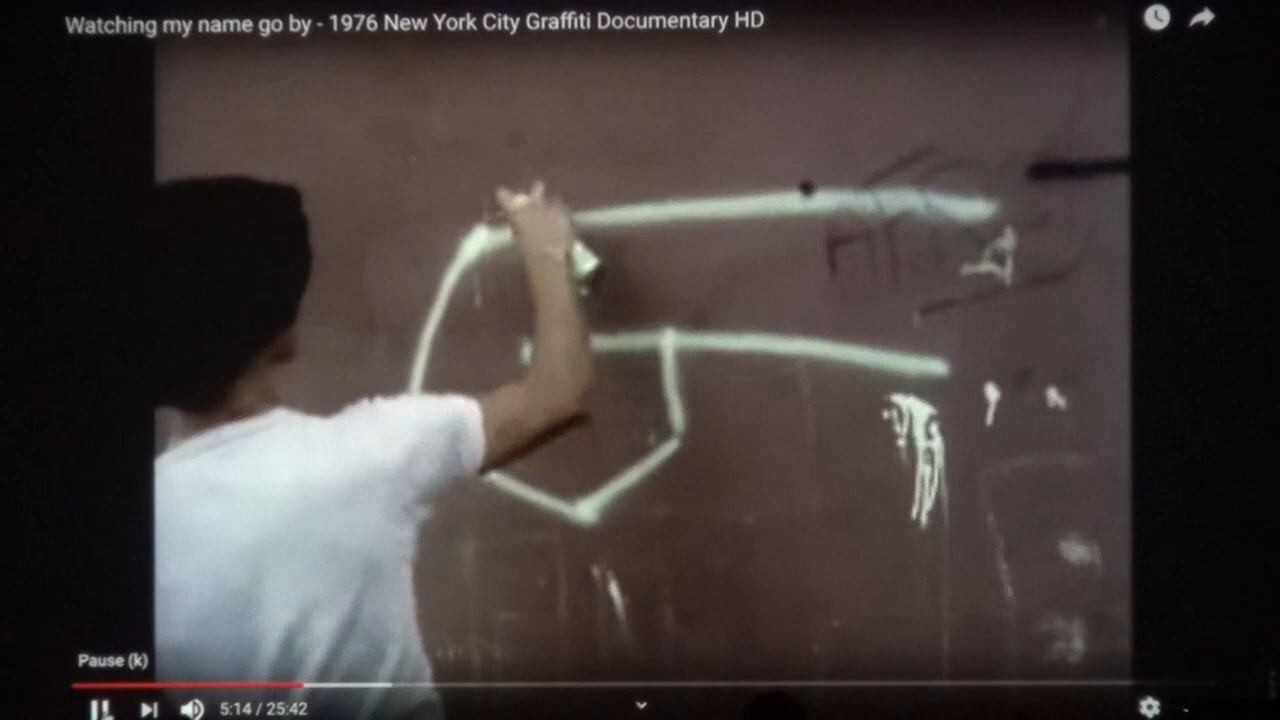 Watching my name go by - 1976 New York City Graffiti Documentary HD
Pause (k)
5:14 / 25:42